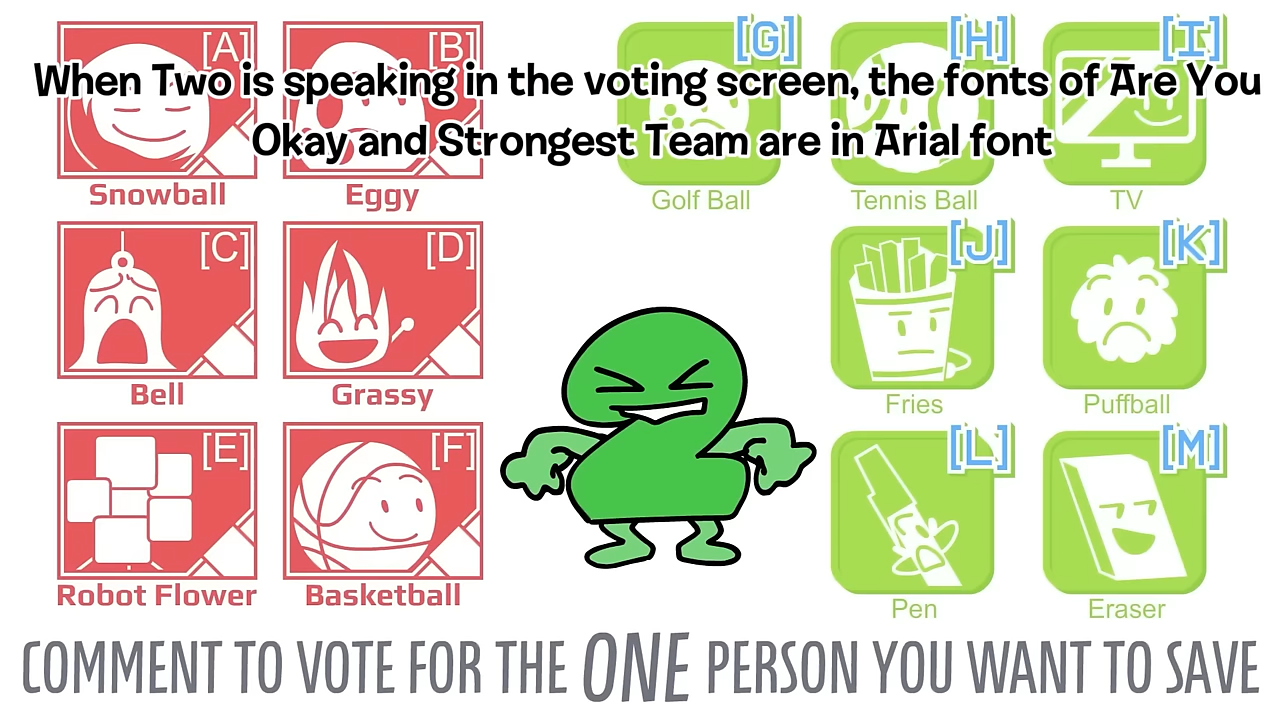 When Two is speaking in the voting screen, the fonts of Are You
Okay and Strongest Team are in Arial font
[A]
[B]
[G]
[H]
[I]
Snowball
Eggy
Golf Ball
Tennis Ball
TV
[C]
[D]
[J]
[K]
Bell
Grassy
Fries
Puffball
[E]
[F]
[L]
[M]
Robot Flower
Basketball
Pen
Eraser
COMMENT TO VOTE FOR THE ONE PERSON YOU WANT TO SAVE